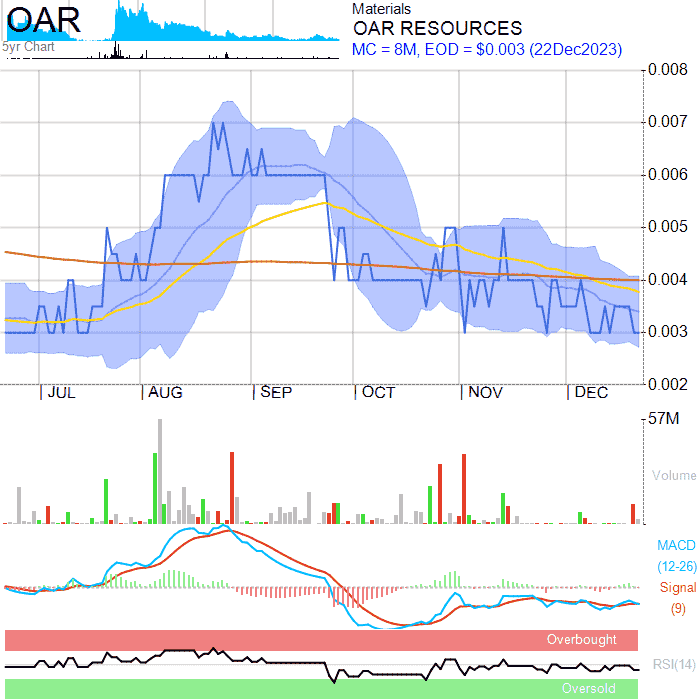 OAR
5yr Chart
Materials
OAR RESOURCES
MC = 8M, EOD = $0.003 (22Dec2023)
0.008
0.007
0.006
0.005
0.004
0.003
0.002
JUL
AUG
SEP
OCT
NOV
DEC
57M
Volume
MACD
(12-26)
Signal
(9)
Overbought
RSI(14)
Oversold